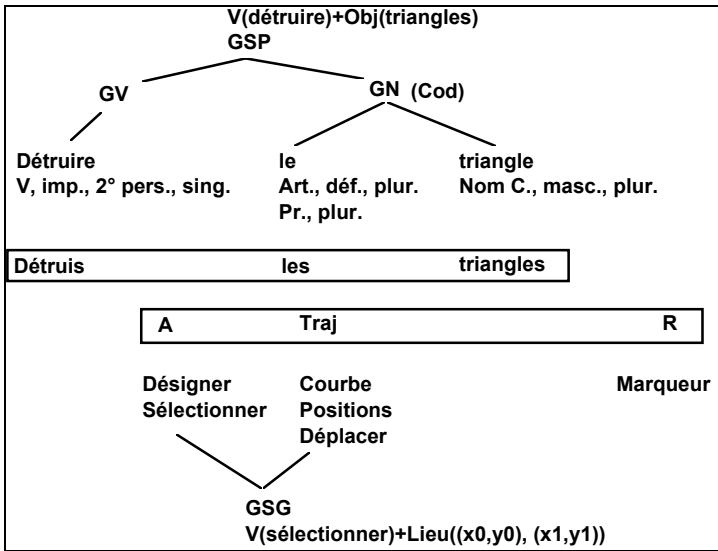 V(détruire)+Obj(triangles)
GSP
GV GN (Cod)
Détruire le triangle
V, imp., 2° pers., sing. Art., déf., plur. Nom C., masc., plur.
Pr., plur.
Détruis les triangles
A Traj R
Désigner Courbe Marqueur
Sélectionner Positions
Déplacer
GSG
V(sélectionner)+Lieu((x0,y0), (x1,y1))